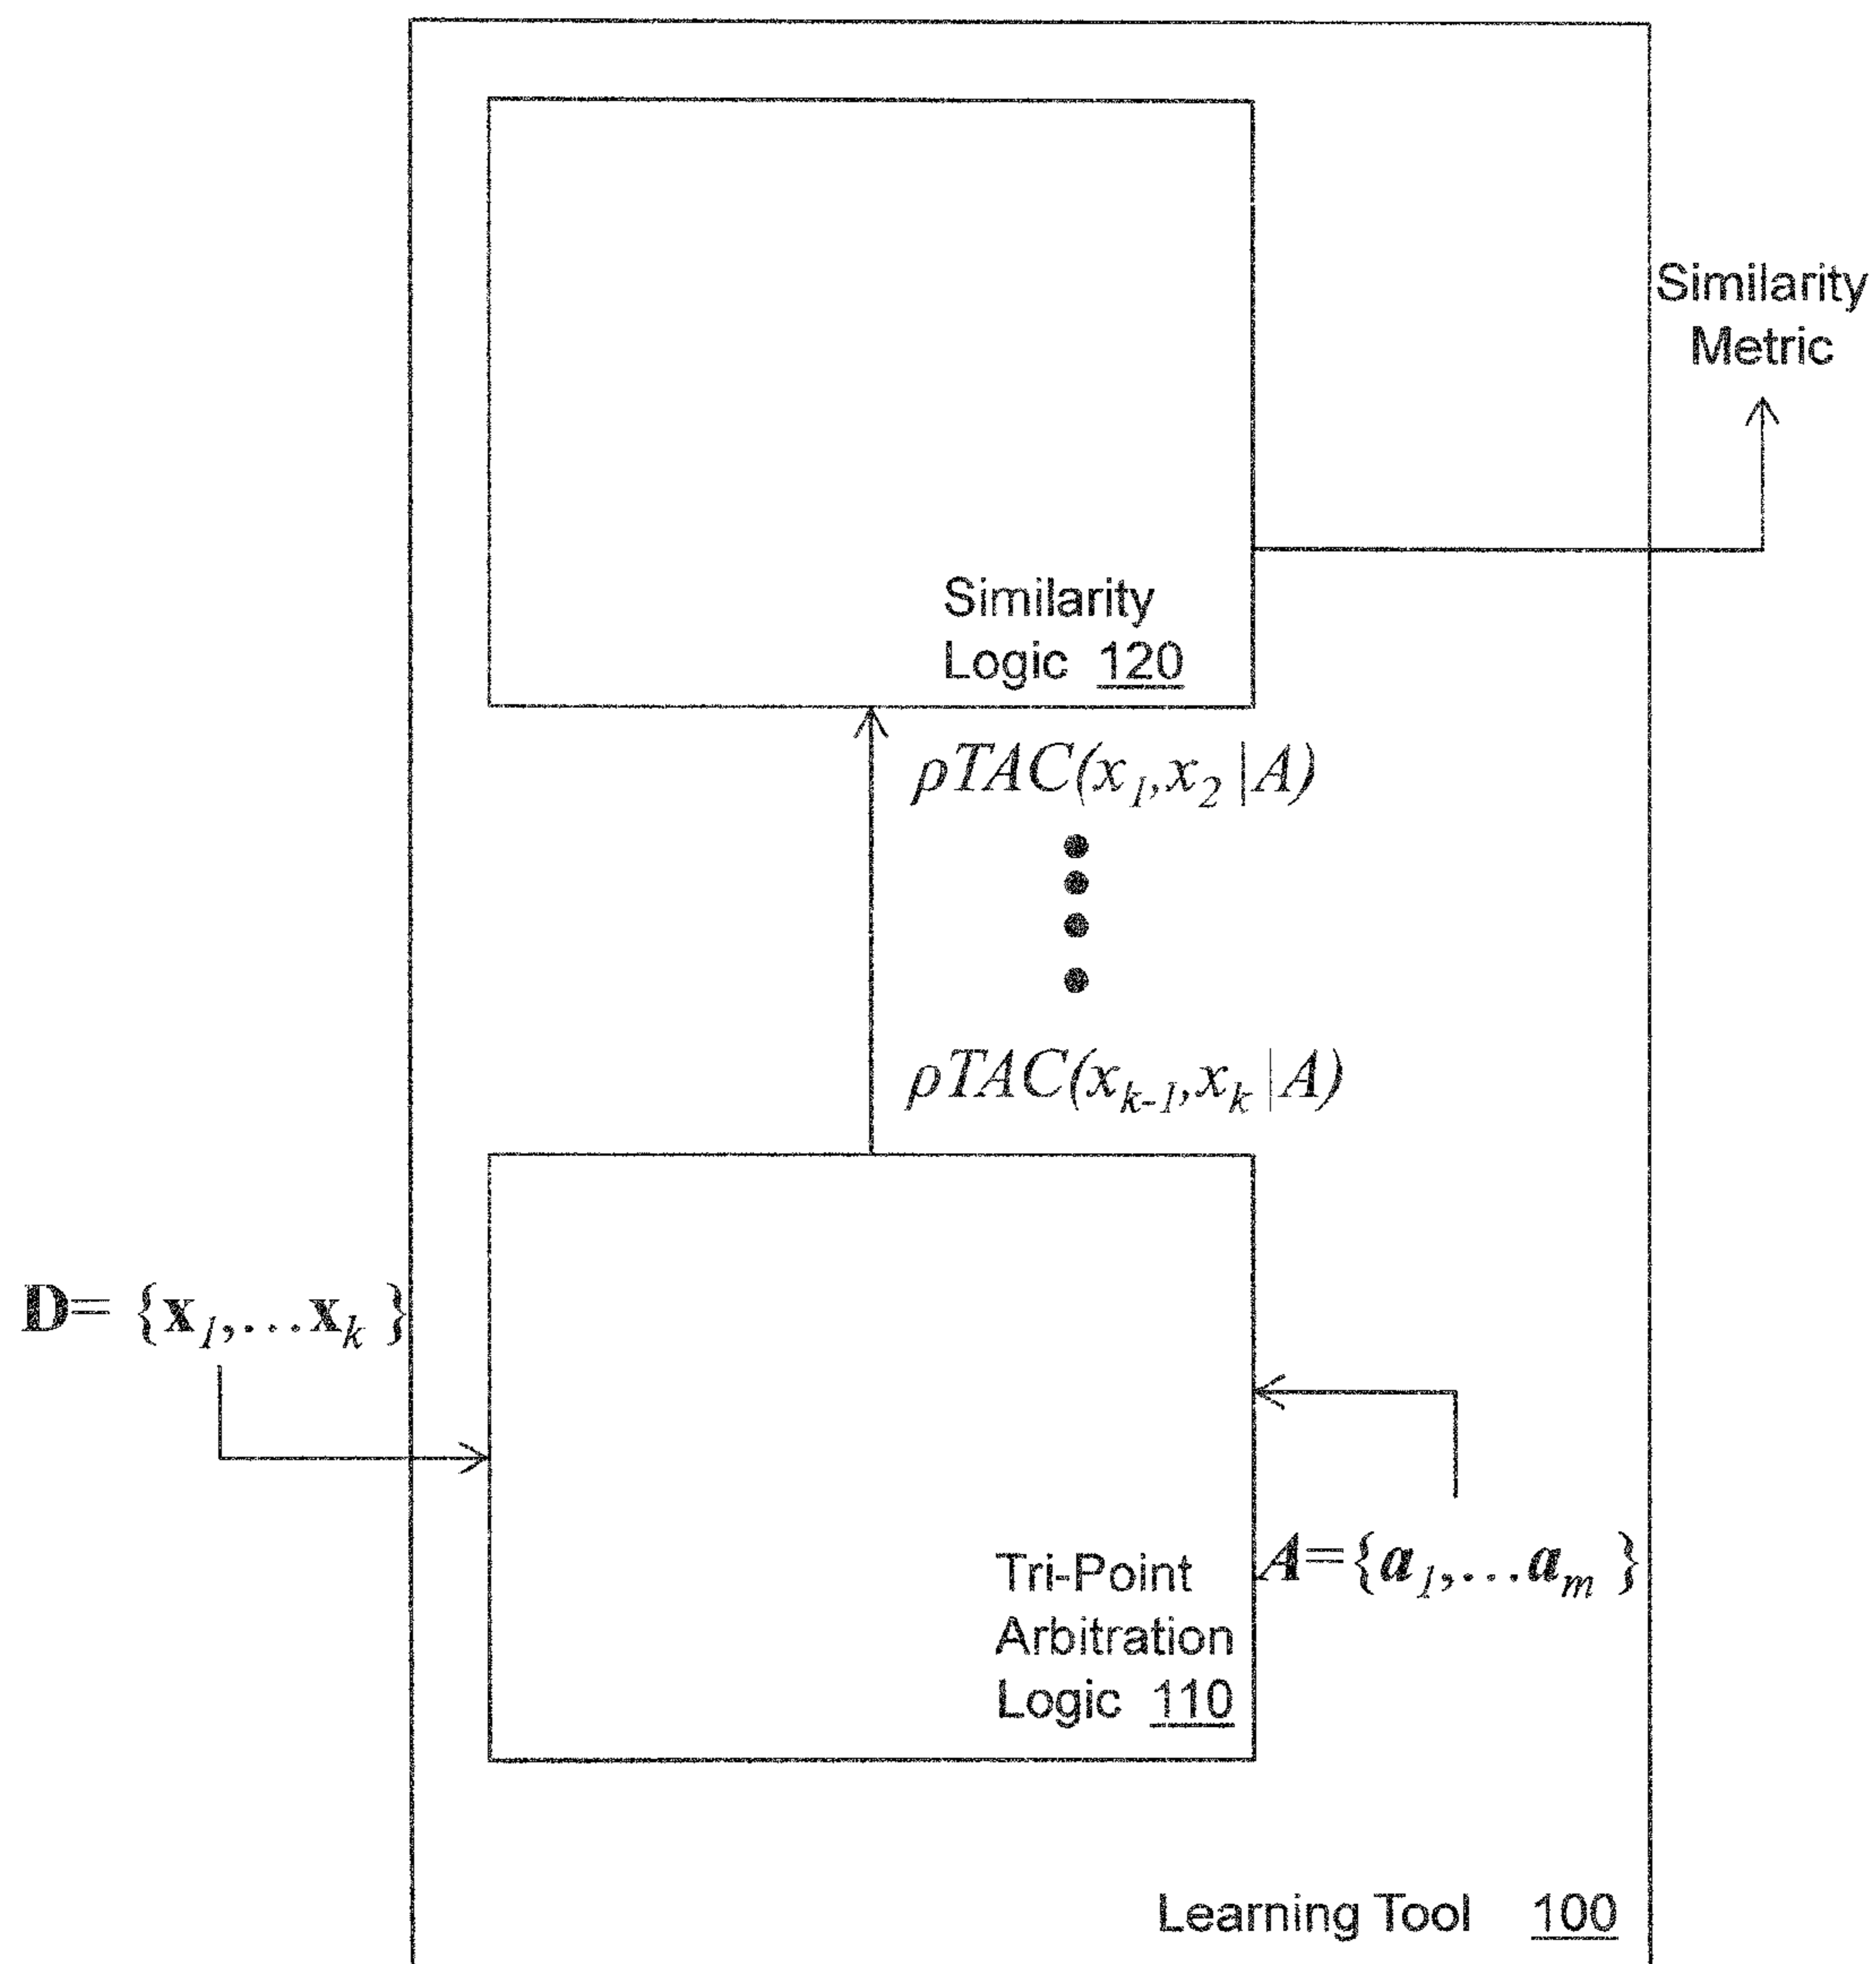 Similarity
Metric
Similarity
Logic 120
ρTAC(x₁,x₂ |A)
ρTAC(xₖ₋₁,xₖ |A)
D= {x₁,...xₖ }
A={a₁,...aₘ }
Tri-Point
Arbitration
Logic 110
Learning Tool 100